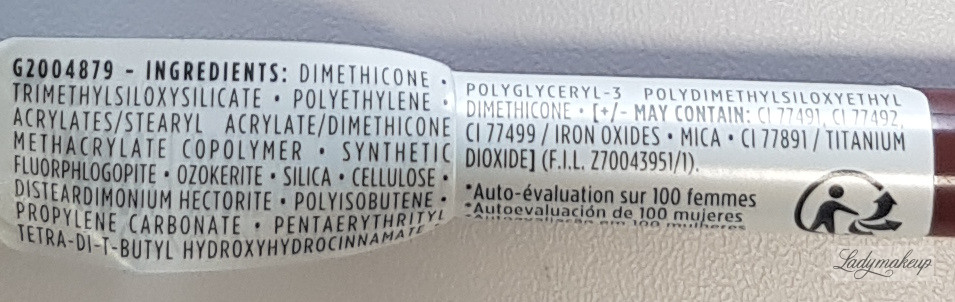 G2004879 - INGREDIENTS: DIMETHICONE •
TRIMETHYLSILOXYSILICATE • POLYETHYLENE •
ACRYLATES/STEARYL ACRYLATE/DIMETHICONE
METHACRYLATE COPOLYMER • SYNTHETIC
FLUORPHLOGOPITE • OZOKERITE • SILICA • CELLULOSE •
DISTEARDIMONIUM HECTORITE • POLYISOBUTENE •
PROPYLENE CARBONATE • PENTAERYTHRITYL
TETRA-DI-T-BUTYL HYDROXYHYDROCINNAMATE •
POLYGLYCERYL-3 POLYDIMETHYLSILOXYETHYL
DIMETHICONE • [+/- MAY CONTAIN: CI 77491, CI 77492,
CI 77499 / IRON OXIDES • MICA • CI 77891 / TITANIUM
DIOXIDE] (F.I.L. Z70043951/1).
*Auto-évaluation sur 100 femmes
*Autoevaluación de 100 mujeres
em 100 mulheres
Ladymakeup